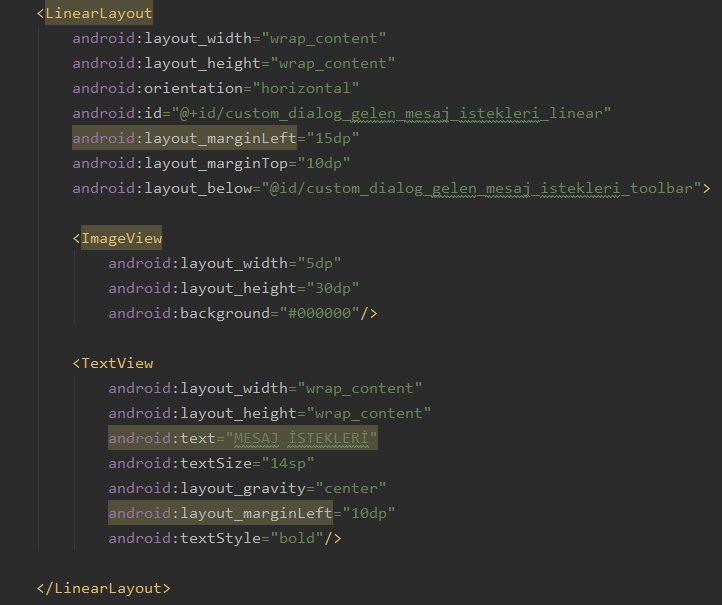 <LinearLayout
android:layout_width="wrap_content"
android:layout_height="wrap_content"
android:orientation="horizontal"
android:id="@+id/custom_dialog_gelen_mesaj_istekleri_linear"
android:layout_marginLeft="15dp"
android:layout_marginTop="10dp"
android:layout_below="@id/custom_dialog_gelen_mesaj_istekleri_toolbar">
<ImageView
android:layout_width="5dp"
android:layout_height="30dp"
android:background="#000000"/>
<TextView
android:layout_width="wrap_content"
android:layout_height="wrap_content"
android:text="MESAJ İSTEKLERİ"
android:textSize="14sp"
android:layout_gravity="center"
android:layout_marginLeft="10dp"
android:textStyle="bold"/>
</LinearLayout>